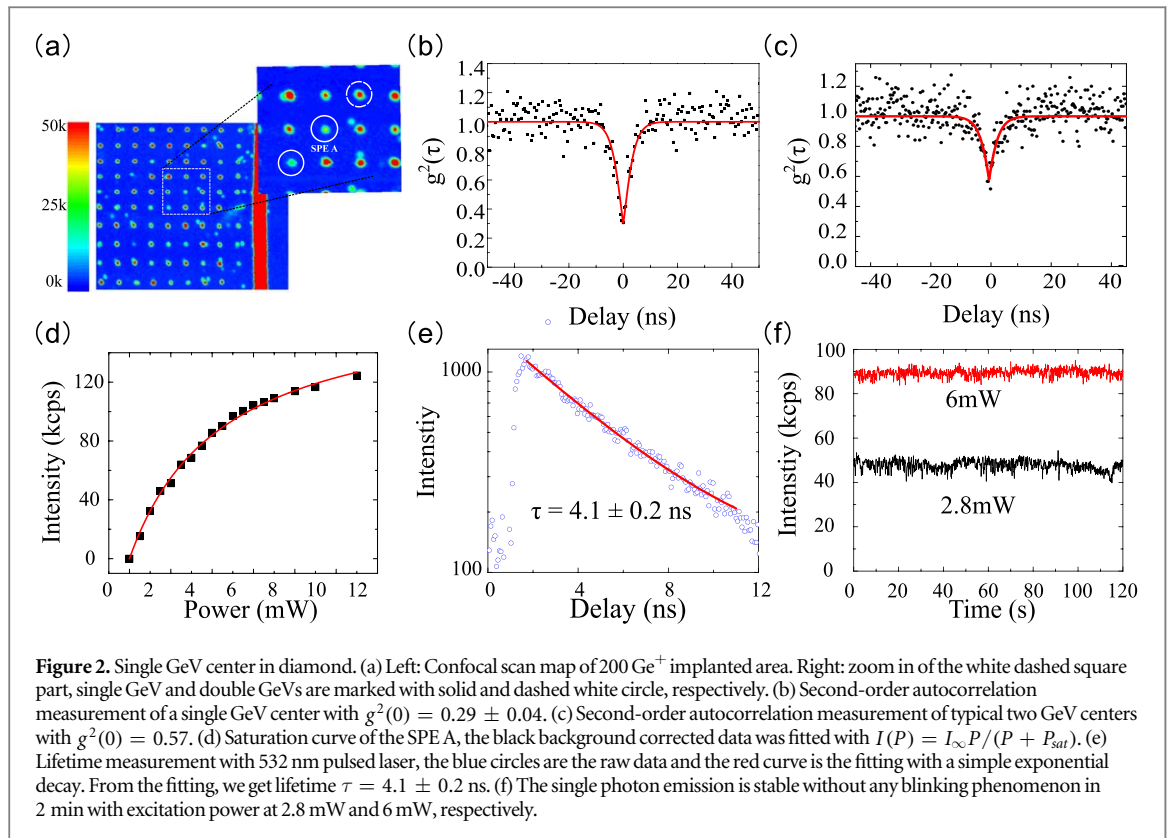 (a)
50k
25k
0k
SPE A
(b)
g²(τ)
1.4
1.2
1.0
0.8
0.6
0.4
0.2
0.0
-40 -20 0 20 40
Delay (ns)
(c)
g²(τ)
1.2
1.0
0.8
0.6
0.4
0.2
0.0
-40 -20 0 20 40
Delay (ns)
(d)
Intensity (kcps)
120
80
40
0
0 2 4 6 8 10 12
Power (mW)
(e)
Intenstiy
1000
100
τ = 4.1 ± 0.2 ns
0 4 8 12
Delay (ns)
(f)
Intenstiy (kcps)
100
80
60
40
20
0
6mW
2.8mW
0 20 40 60 80 100 120
Time (s)
Figure 2. Single GeV center in diamond. (a) Left: Confocal scan map of 200 Ge⁺ implanted area. Right: zoom in of the white dashed square
part, single GeV and double GeVs are marked with solid and dashed white circle, respectively. (b) Second-order autocorrelation
measurement of a single GeV center with g²(0) = 0.29 ± 0.04. (c) Second-order autocorrelation measurement of typical two GeV centers
with g²(0) = 0.57. (d) Saturation curve of the SPE A, the black background corrected data was fitted with I(P) = I∞P/(P + Psat). (e)
Lifetime measurement with 532 nm pulsed laser, the blue circles are the raw data and the red curve is the fitting with a simple exponential
decay. From the fitting, we get lifetime τ = 4.1 ± 0.2 ns. (f) The single photon emission is stable without any blinking phenomenon in
2 min with excitation power at 2.8 mW and 6 mW, respectively.